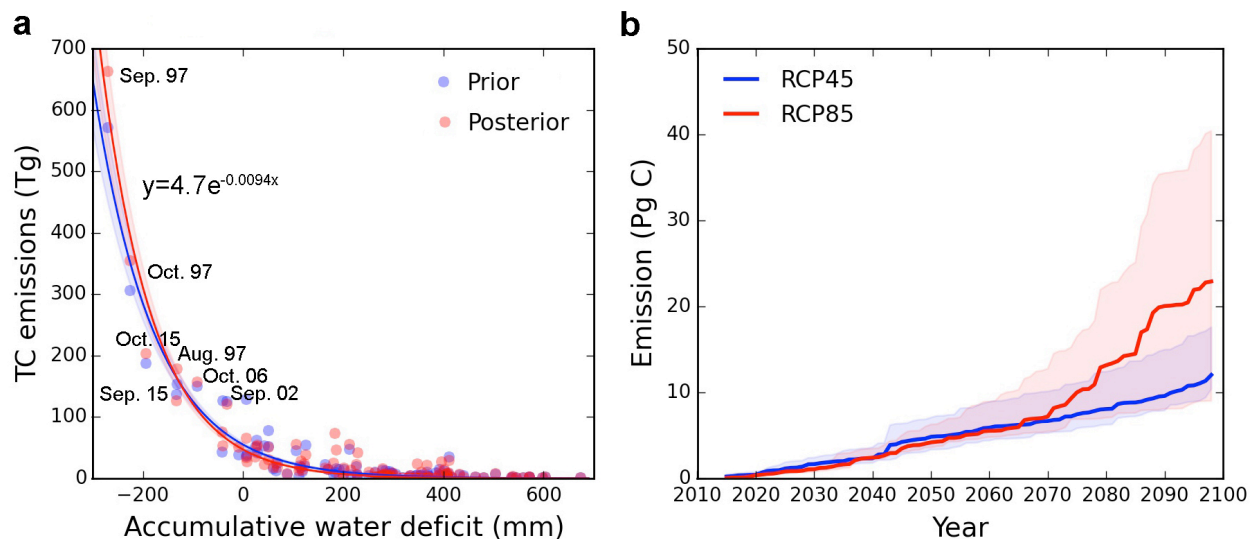 a
700
600
500
400
300
200
100
0
TC emissions (Tg)
Sep. 97
Prior
Posterior
y=4.7e^-0.0094x
Oct. 97
Oct. 15
Aug. 97
Oct. 06
Sep. 15
Sep. 02
−200 0 200 400 600
Accumulative water deficit (mm)
b
50
40
30
20
10
0
Emission (Pg C)
RCP45
RCP85
2010 2020 2030 2040 2050 2060 2070 2080 2090 2100
Year